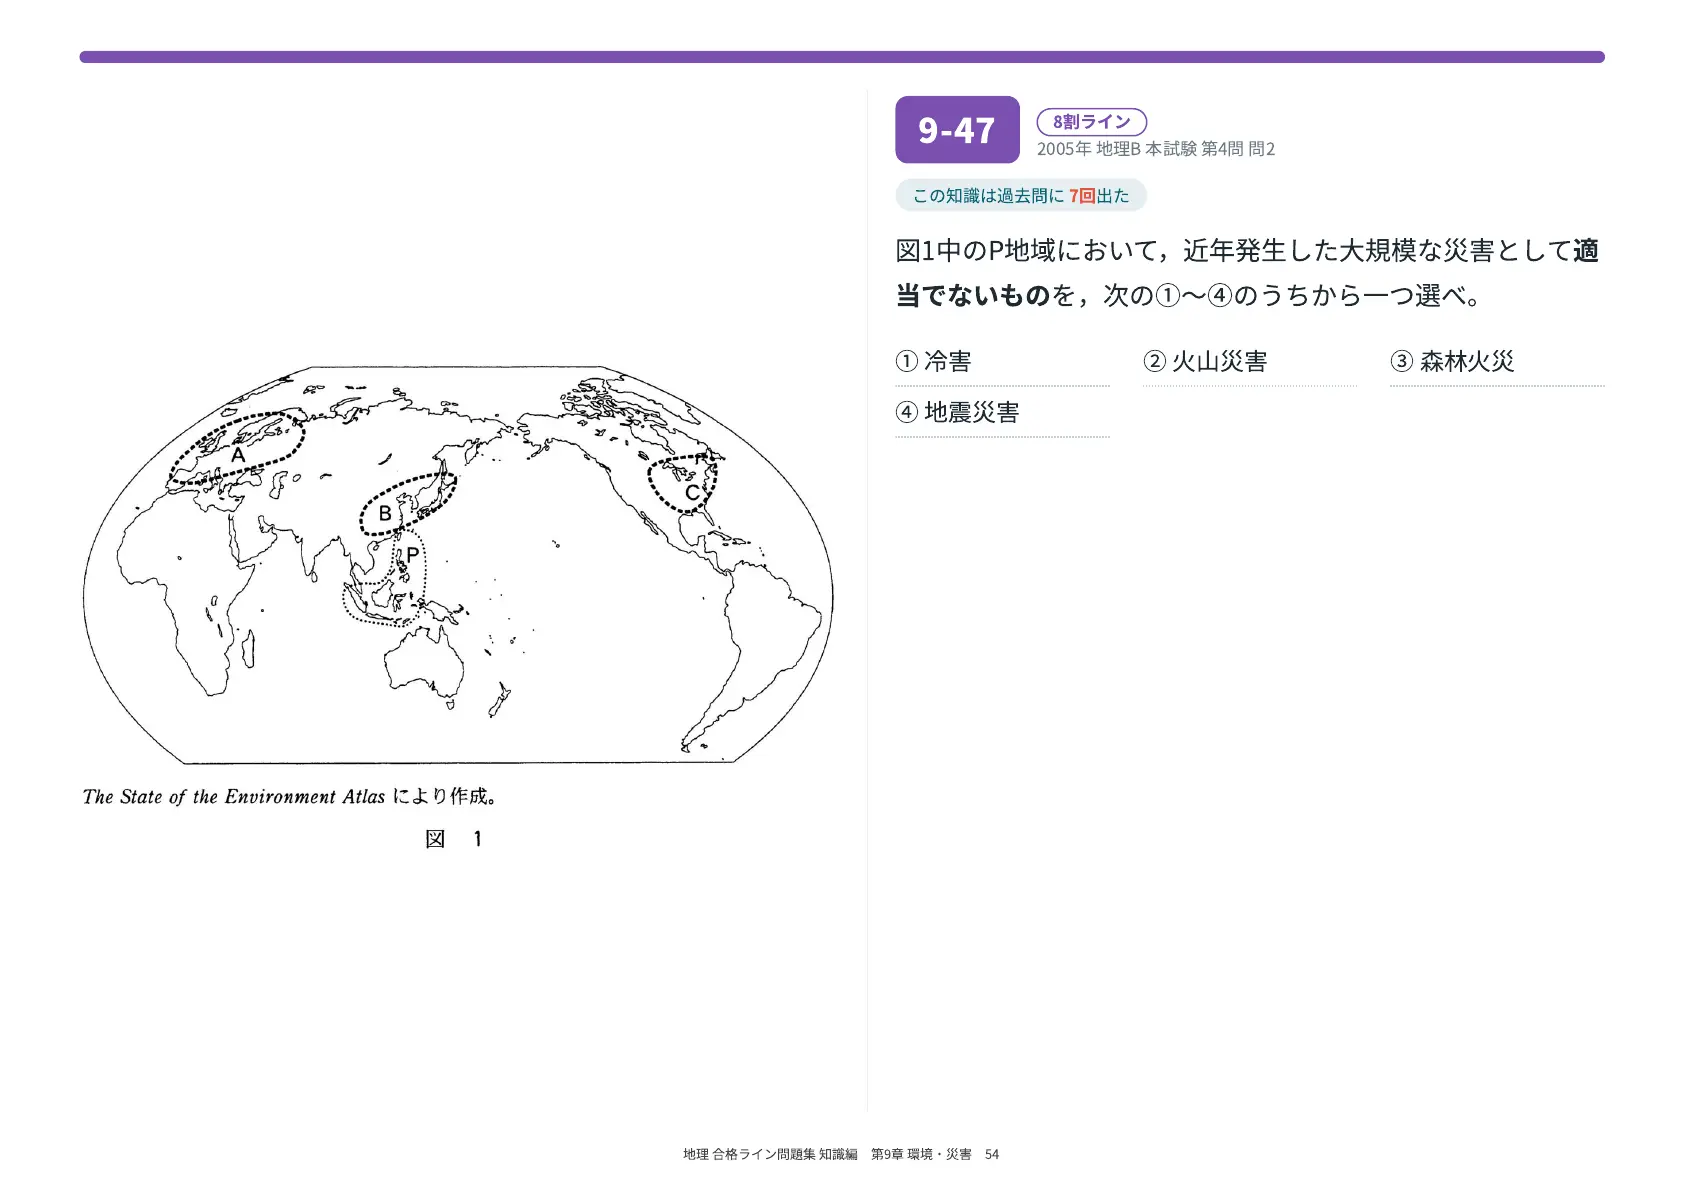 9-47
8割ライン
2005年 地理B 本試験 第4問 問2
この知識は過去問に 7回出た
図1中のP地域において，近年発生した大規模な災害として適
当でないものを，次の①～④のうちから一つ選べ。
① 冷害
② 火山災害
③ 森林火災
④ 地震災害
A
B
C
P
The State of the Environment Atlas により作成。
図 1
地理 合格ライン問題集 知識編 第9章 環境・災害 54